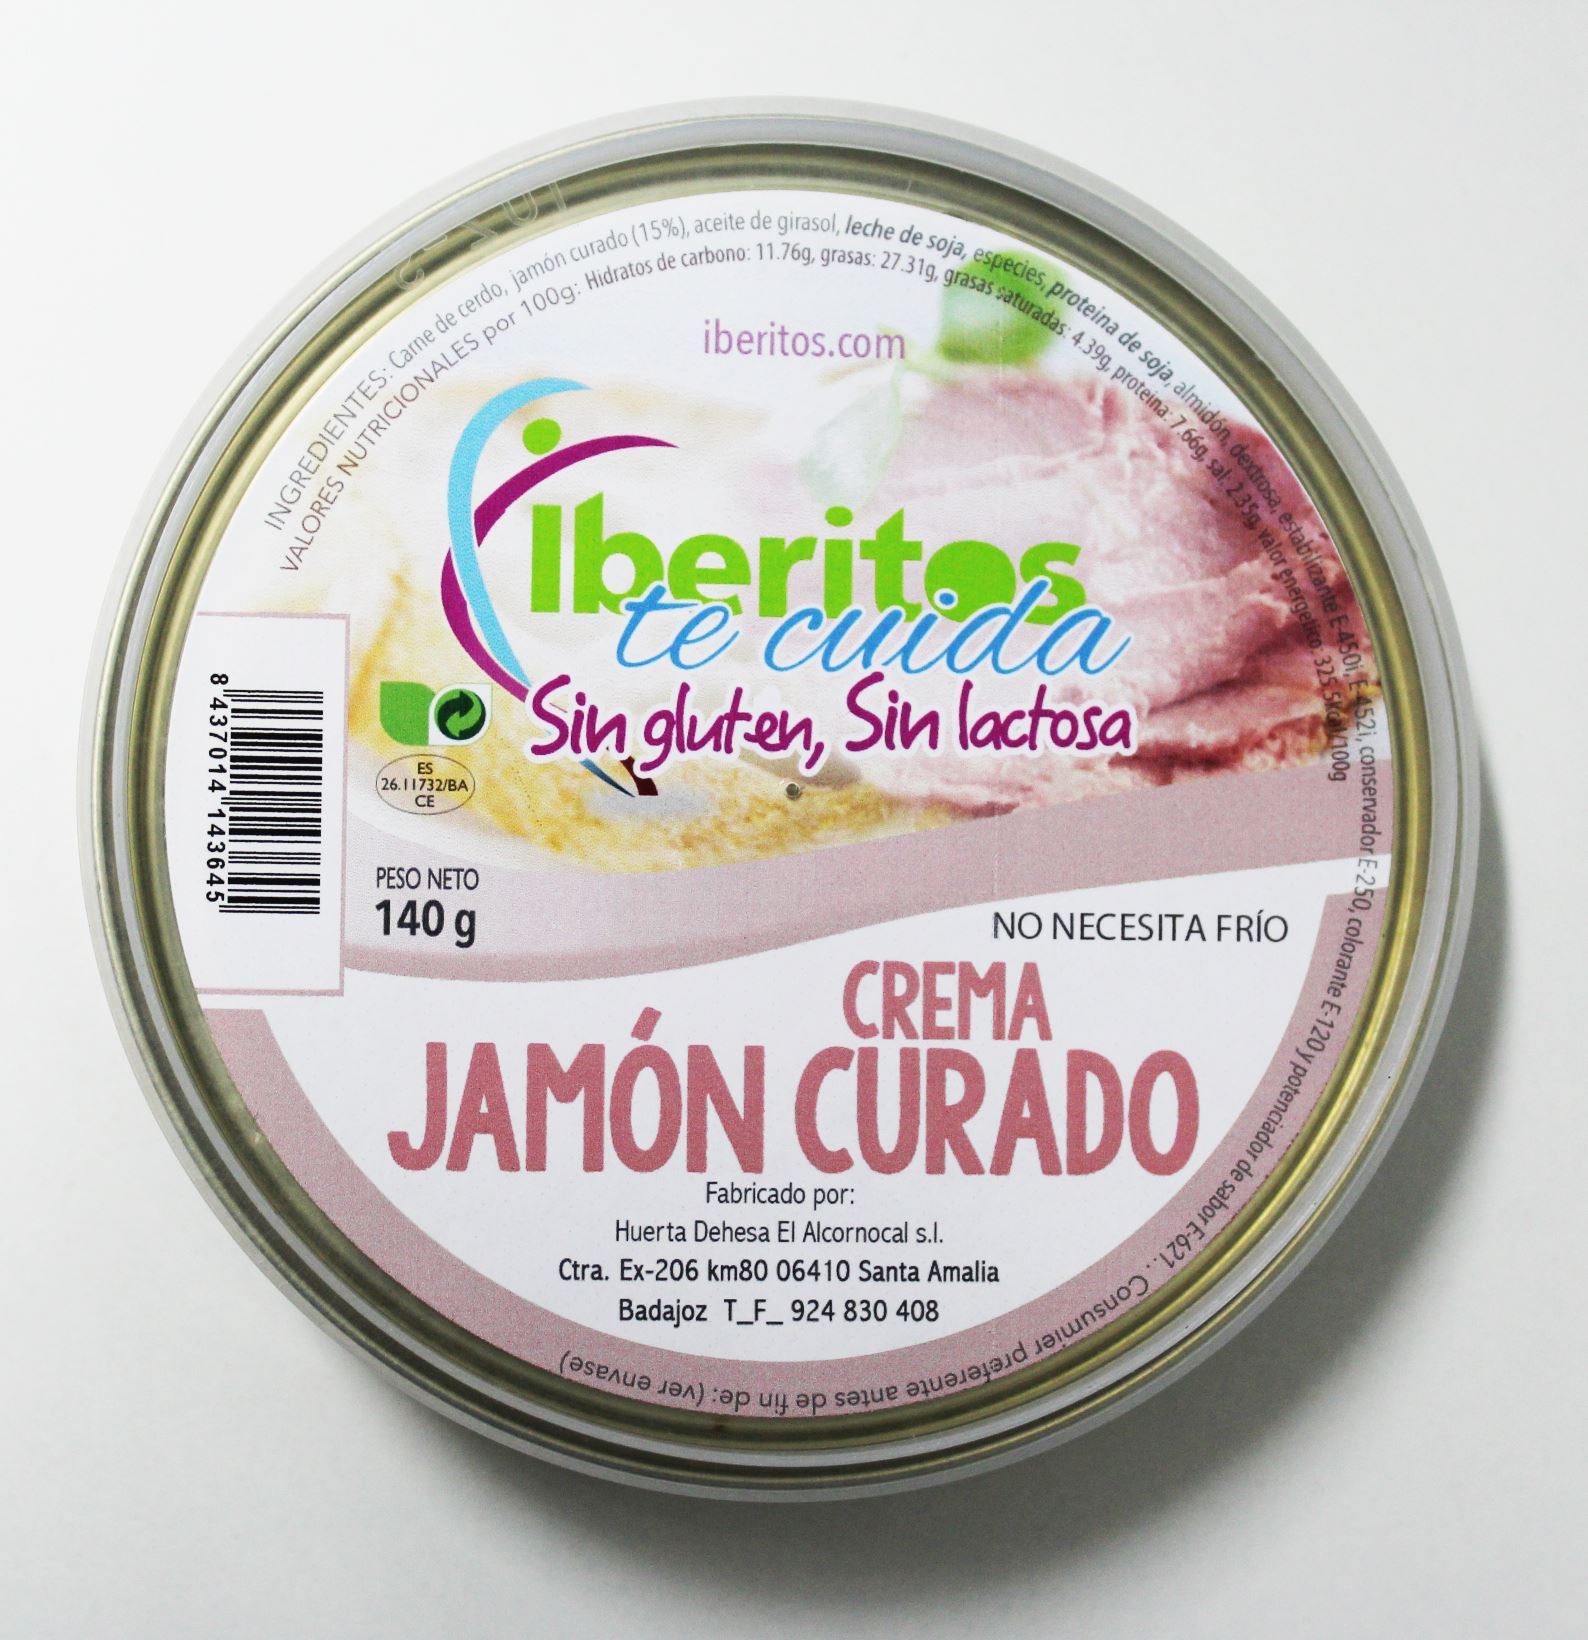 INGREDIENTES: Carne de cerdo, jamón curado (15%), aceite de girasol, leche de soja, especies, proteina de soja, almidón, dextrosa, estabilizante E-450i, E-452i, conservador E-250, colorante E-120 y potenciador de sabor E-621. . Consumier preferente antes de fin de: (ver envase)
VALORES NUTRICIONALES por 100g: Hidratos de carbono: 11.76g, grasas: 27.31g, grasas saturadas: 4.39g, proteina: 7.66g, sal: 2.35g, valor energetico: 325.5Kcal/100g
iberitos.com
Iberitos
te cuida
Sin gluten, Sin lactosa
ES
26.11732/BA
CE
8 437014 143645
PESO NETO
140 g
NO NECESITA FRÍO
CREMA
JAMÓN CURADO
Fabricado por:
Huerta Dehesa El Alcornocal s.l.
Ctra. Ex-206 km80 06410 Santa Amalia
Badajoz T_F_ 924 830 408